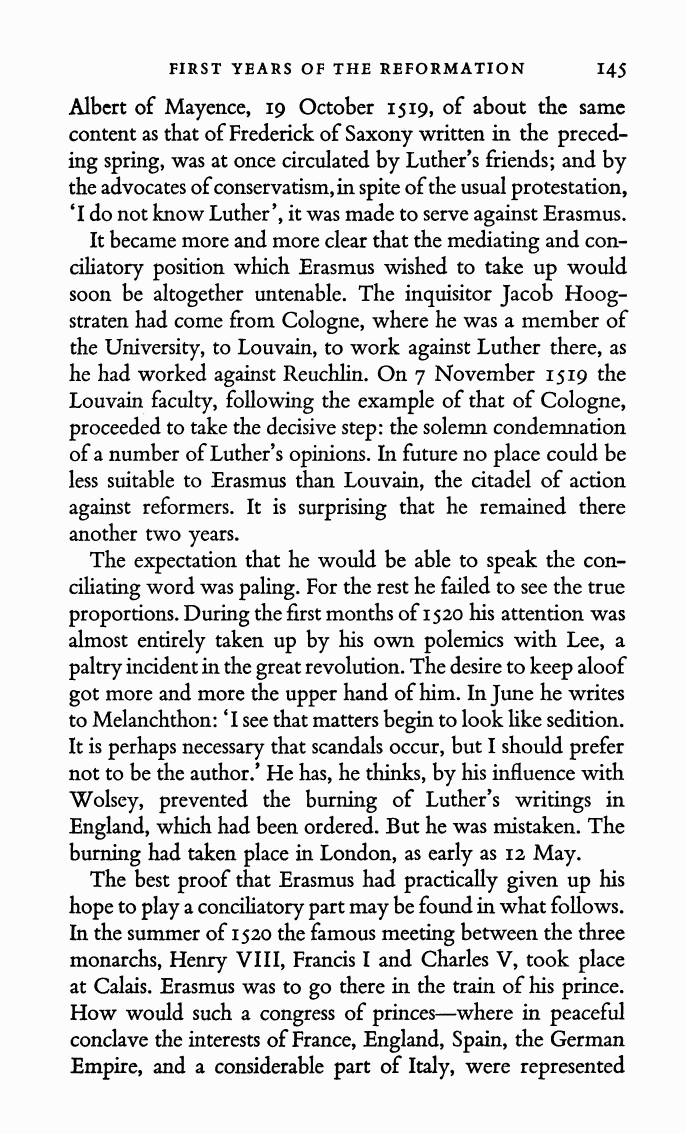 FIRST YEARS OF THE REFORMATION 145
Albert of Mayence, 19 October 1519, of about the same
content as that of Frederick of Saxony written in the preced-
ing spring, was at once circulated by Luther's friends; and by
the advocates of conservatism, in spite of the usual protestation,
'I do not know Luther', it was made to serve against Erasmus.
It became more and more clear that the mediating and con-
ciliatory position which Erasmus wished to take up would
soon be altogether untenable. The inquisitor Jacob Hoog-
straten had come from Cologne, where he was a member of
the University, to Louvain, to work against Luther there, as
he had worked against Reuchlin. On 7 November 1519 the
Louvain faculty, following the example of that of Cologne,
proceeded to take the decisive step: the solemn condemnation
of a number of Luther's opinions. In future no place could be
less suitable to Erasmus than Louvain, the citadel of action
against reformers. It is surprising that he remained there
another two years.
The expectation that he would be able to speak the con-
ciliating word was paling. For the rest he failed to see the true
proportions. During the first months of 1520 his attention was
almost entirely taken up by his own polemics with Lee, a
paltry incident in the great revolution. The desire to keep aloof
got more and more the upper hand of him. In June he writes
to Melanchthon: 'I see that matters begin to look like sedition.
It is perhaps necessary that scandals occur, but I should prefer
not to be the author.' He has, he thinks, by his influence with
Wolsey, prevented the burning of Luther's writings in
England, which had been ordered. But he was mistaken. The
burning had taken place in London, as early as 12 May.
The best proof that Erasmus had practically given up his
hope to play a conciliatory part may be found in what follows.
In the summer of 1520 the famous meeting between the three
monarchs, Henry VIII, Francis I and Charles V, took place
at Calais. Erasmus was to go there in the train of his prince.
How would such a congress of princes—where in peaceful
conclave the interests of France, England, Spain, the German
Empire, and a considerable part of Italy, were represented